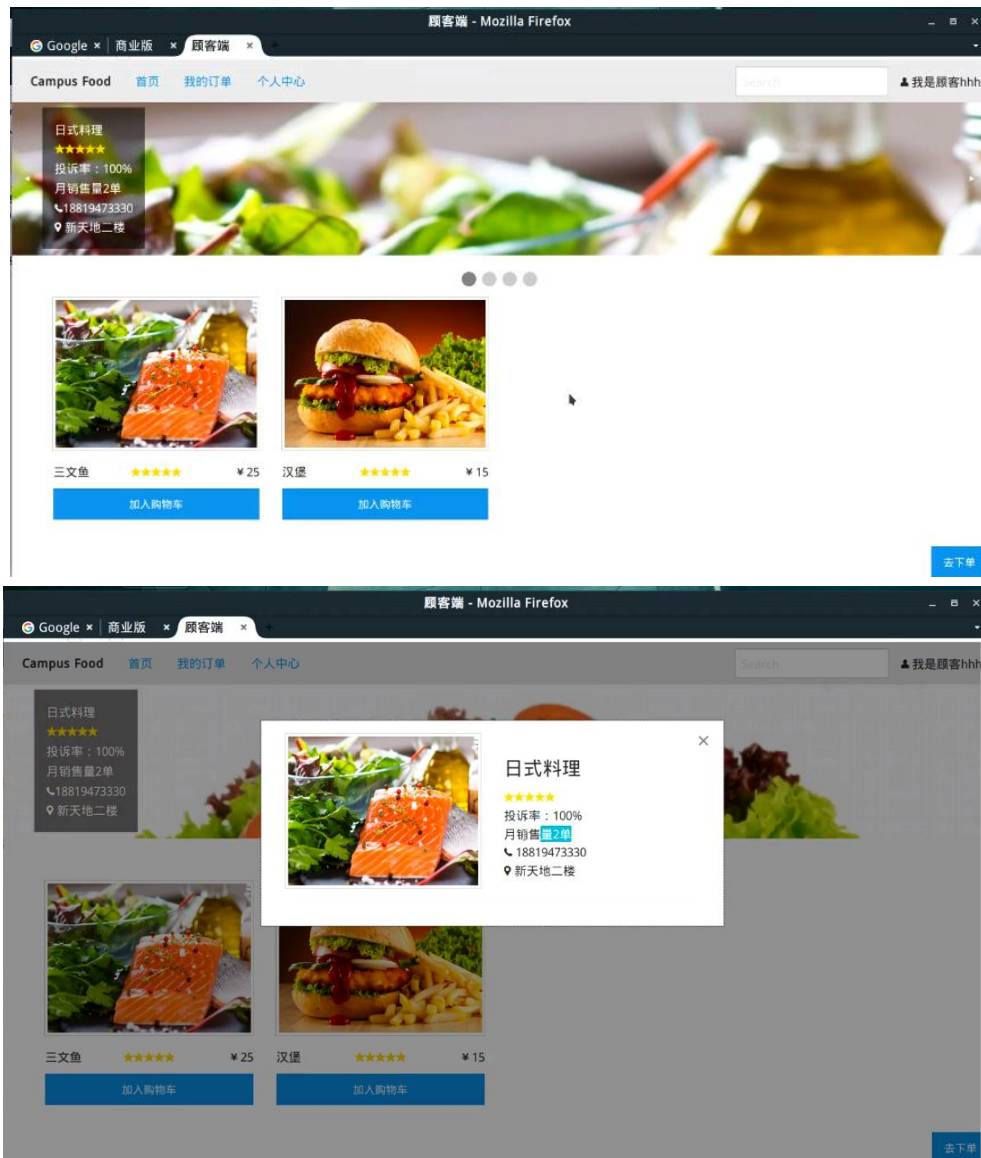 顾客端 - Mozilla Firefox
Google × 商业版 × 顾客端 ×
Campus Food 首页 我的订单 个人中心 Search 我是顾客hhh
日式料理
投诉率：100%
月销售量2单
18819473330
新天地二楼
三文鱼 ¥ 25 汉堡 ¥ 15
加入购物车 加入购物车
去下单
顾客端 - Mozilla Firefox
Google × 商业版 × 顾客端 ×
Campus Food 首页 我的订单 个人中心 Search 我是顾客hhh
日式料理
投诉率：100%
月销售量2单
18819473330
新天地二楼
×
日式料理
投诉率：100%
月销售量2单
18819473330
新天地二楼
三文鱼 ¥ 25 汉堡 ¥ 15
加入购物车 加入购物车
去下单